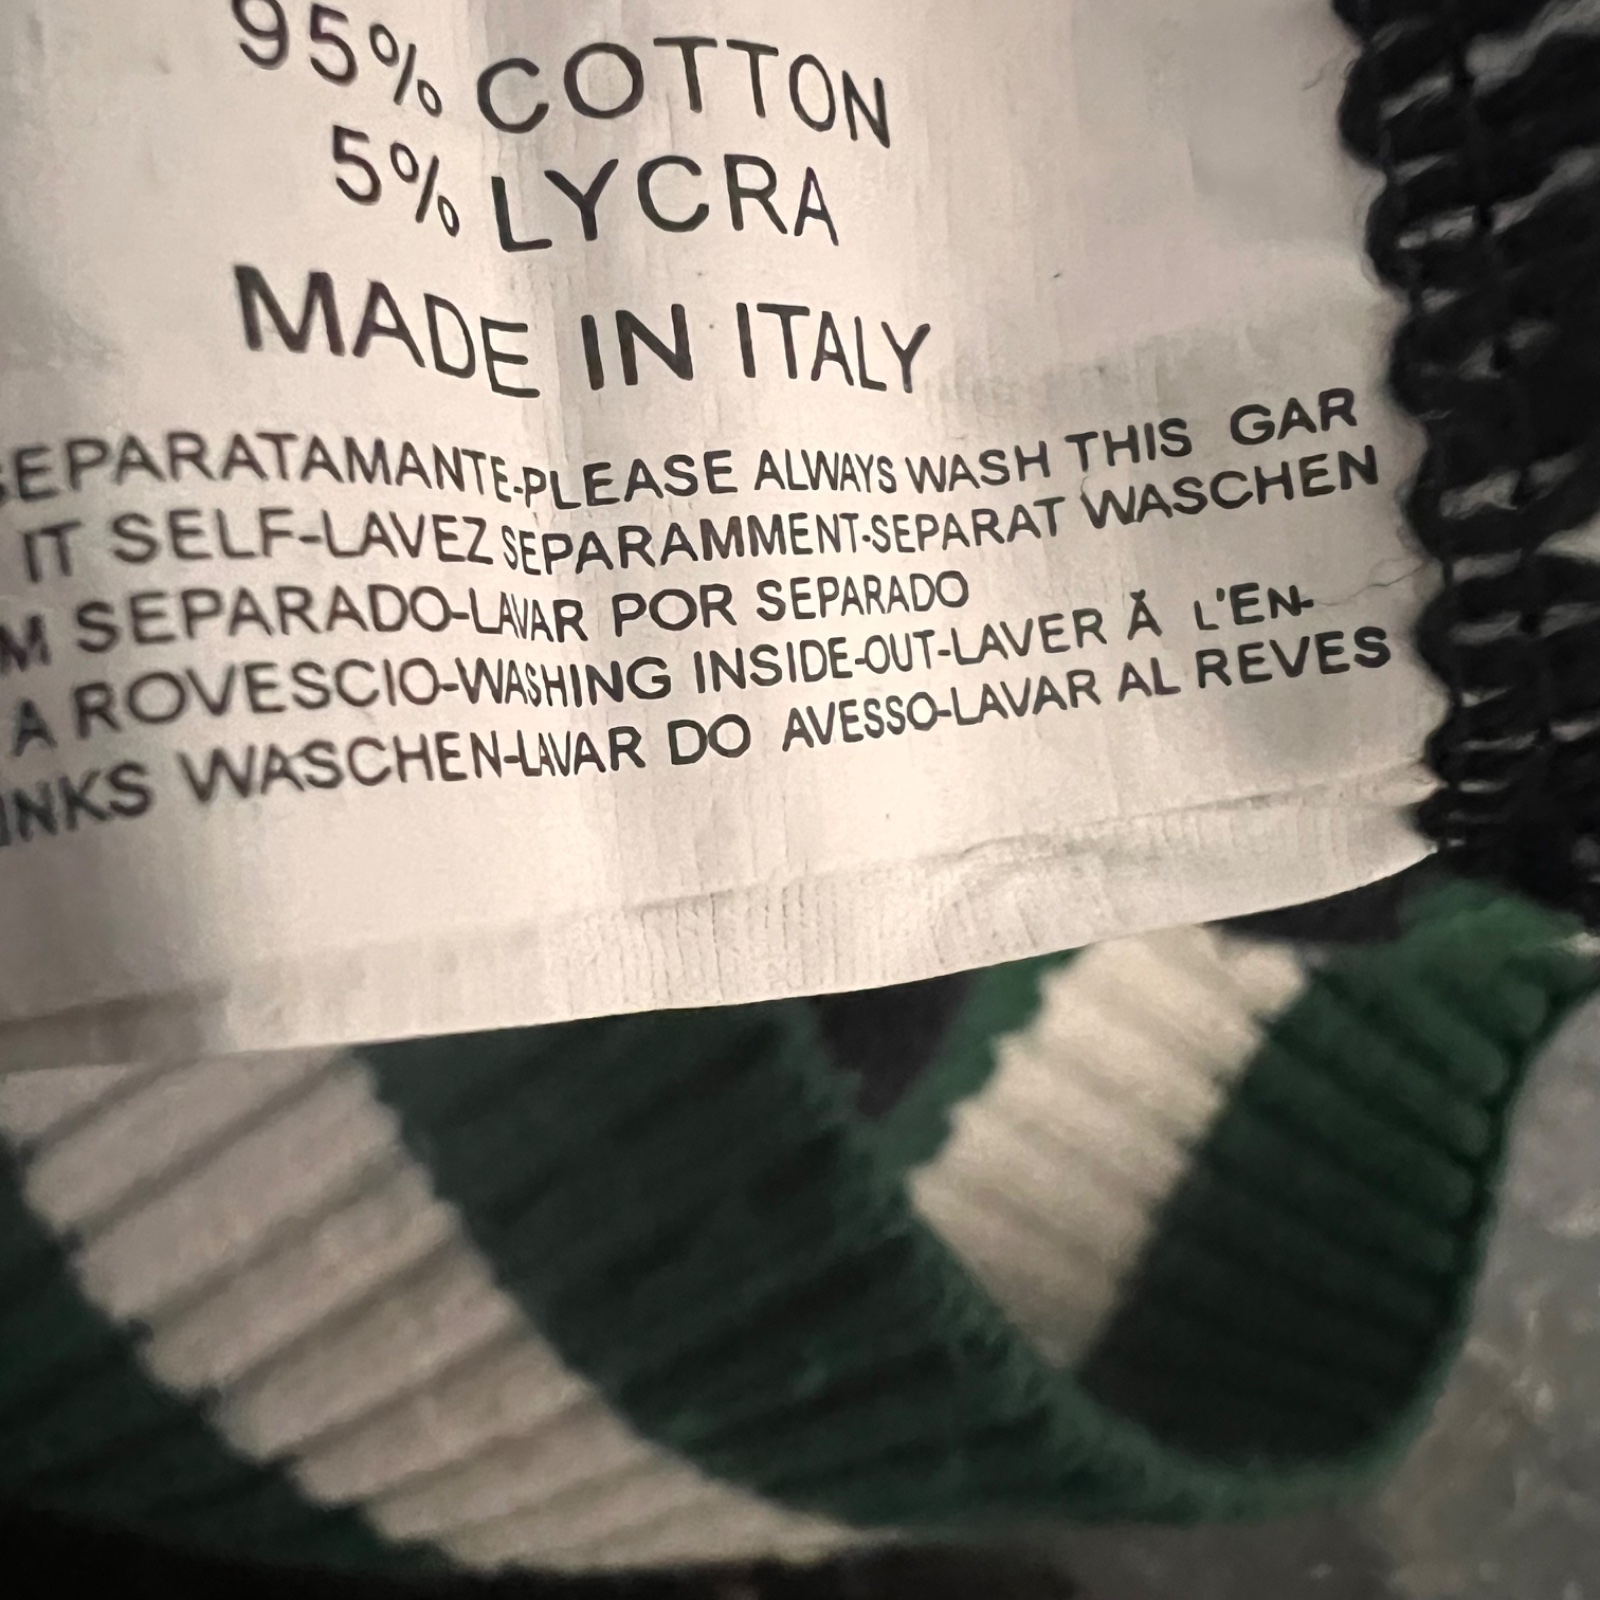 95% COTTON
5% LYCRA
MADE IN ITALY
SEPARATAMANTE-PLEASE ALWAYS WASH THIS GAR
IT SELF-LAVEZ SEPARAMMENT-SEPARAT WASCHEN
M SEPARADO-LAVAR POR SEPARADO
A ROVESCIO-WASHING INSIDE-OUT-LAVER Ă L'EN-
INKS WASCHEN-LAVAR DO AVESSO-LAVAR AL REVES